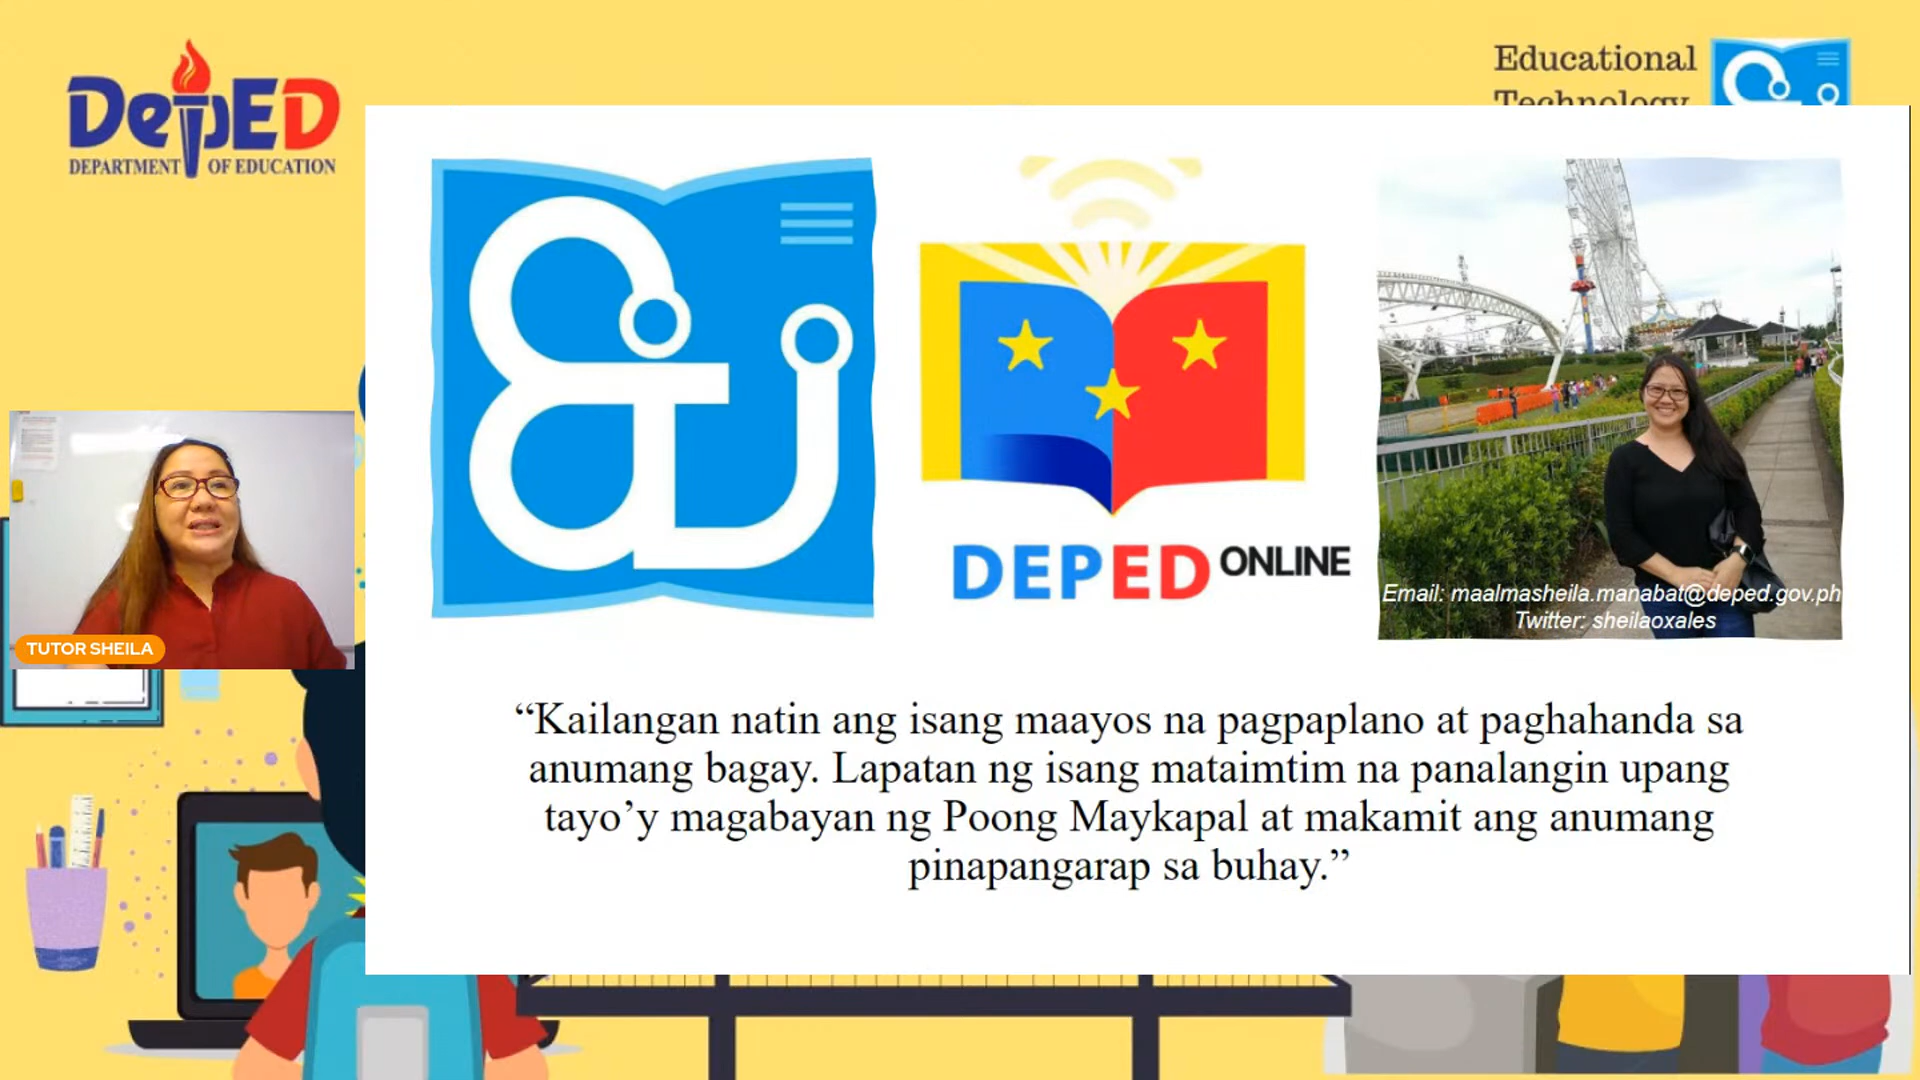 DepED
DEPARTMENT OF EDUCATION
Educational
Technology
DEPED ONLINE
Email: maalmasheila.manabat@deped.gov.ph
Twitter: sheilaoxales
TUTOR SHEILA
“Kailangan natin ang isang maayos na pagpaplano at paghahanda sa
anumang bagay. Lapatan ng isang mataimtim na panalangin upang
tayo’y magabayan ng Poong Maykapal at makamit ang anumang
pinapangarap sa buhay.”